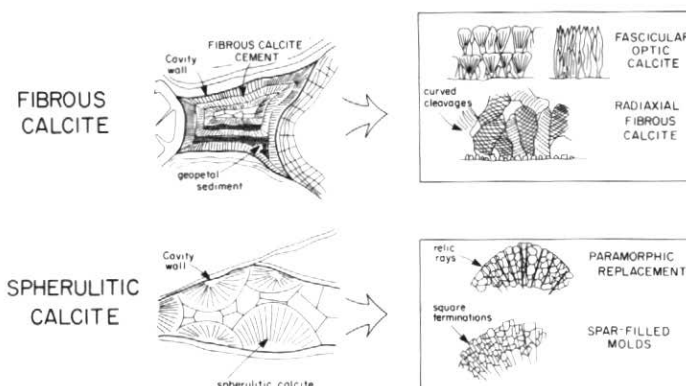 FIBROUS
CALCITE
Cavity
wall
FIBROUS CALCITE
CEMENT
geopetal
sediment
curved
cleavages
FASCICULAR
OPTIC
CALCITE
RADIAXIAL
FIBROUS
CALCITE
SPHERULITIC
CALCITE
Cavity
wall
spherulitic calcite
relic
rays
PARAMORPHIC
REPLACEMENT
square
terminations
SPAR-FILLED
MOLDS